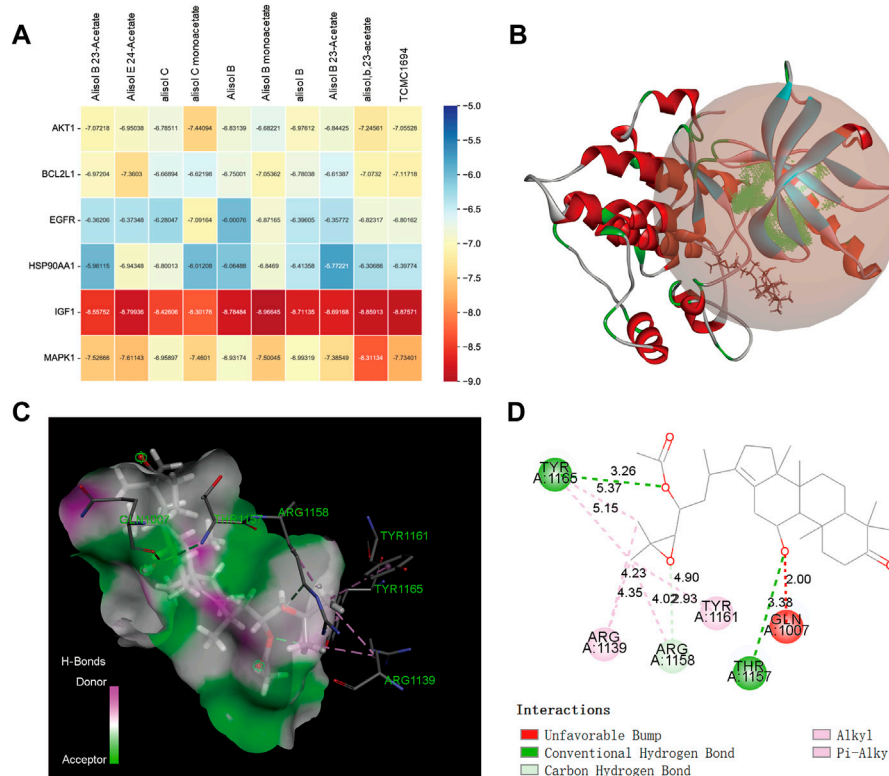 A
Alisol B 23-Acetate
Alisol E 24-Acetate
alisol C
alisol C monoacetate
Alisol B
Alisol B monoacetate
alisol B
Alisol B 23-Acetate
alisol,b,23-acetate
TCMC1694
AKT1 -7.07218 -6.95038 -6.78511 -7.44094 -6.83139 -6.68221 -6.97612 -6.84425 -7.24561 -7.05528
BCL2L1 -6.97204 -7.3603 -6.66894 -6.62198 -6.75001 -7.05362 -6.78038 -6.61387 -7.0732 -7.11718
EGFR -6.36206 -6.37348 -6.28047 -7.09164 -6.00076 -6.87165 -6.39605 -6.35772 -6.82317 -6.80162
HSP90AA1 -5.96115 -6.94348 -6.80013 -6.01208 -6.06488 -6.8469 -6.41358 -5.77221 -6.30686 -6.39774
IGF1 -8.55752 -8.79936 -8.42606 -8.30176 -8.78484 -8.96645 -8.71135 -8.69168 -8.85913 -8.87571
MAPK1 -7.52666 -7.61143 -6.95897 -7.4601 -6.93174 -7.50045 -6.99319 -7.38549 -8.31134 -7.73401
-5.0
-5.5
-6.0
-6.5
-7.0
-7.5
-8.0
-8.5
-9.0
B
C
GLN1007
ARG1158
TYR1161
TYR1165
ARG1139
H-Bonds
Donor
Acceptor
D
TYR
A:1165
3.26
5.37
5.15
4.23
4.35
4.90
4.02
2.93
3.38
2.00
TYR
A:1161
GLN
A:1007
ARG
A:1139
ARG
A:1158
THR
A:1157
Interactions
Unfavorable Bump
Conventional Hydrogen Bond
Carbon Hydrogen Bond
Alkyl
Pi-Alky